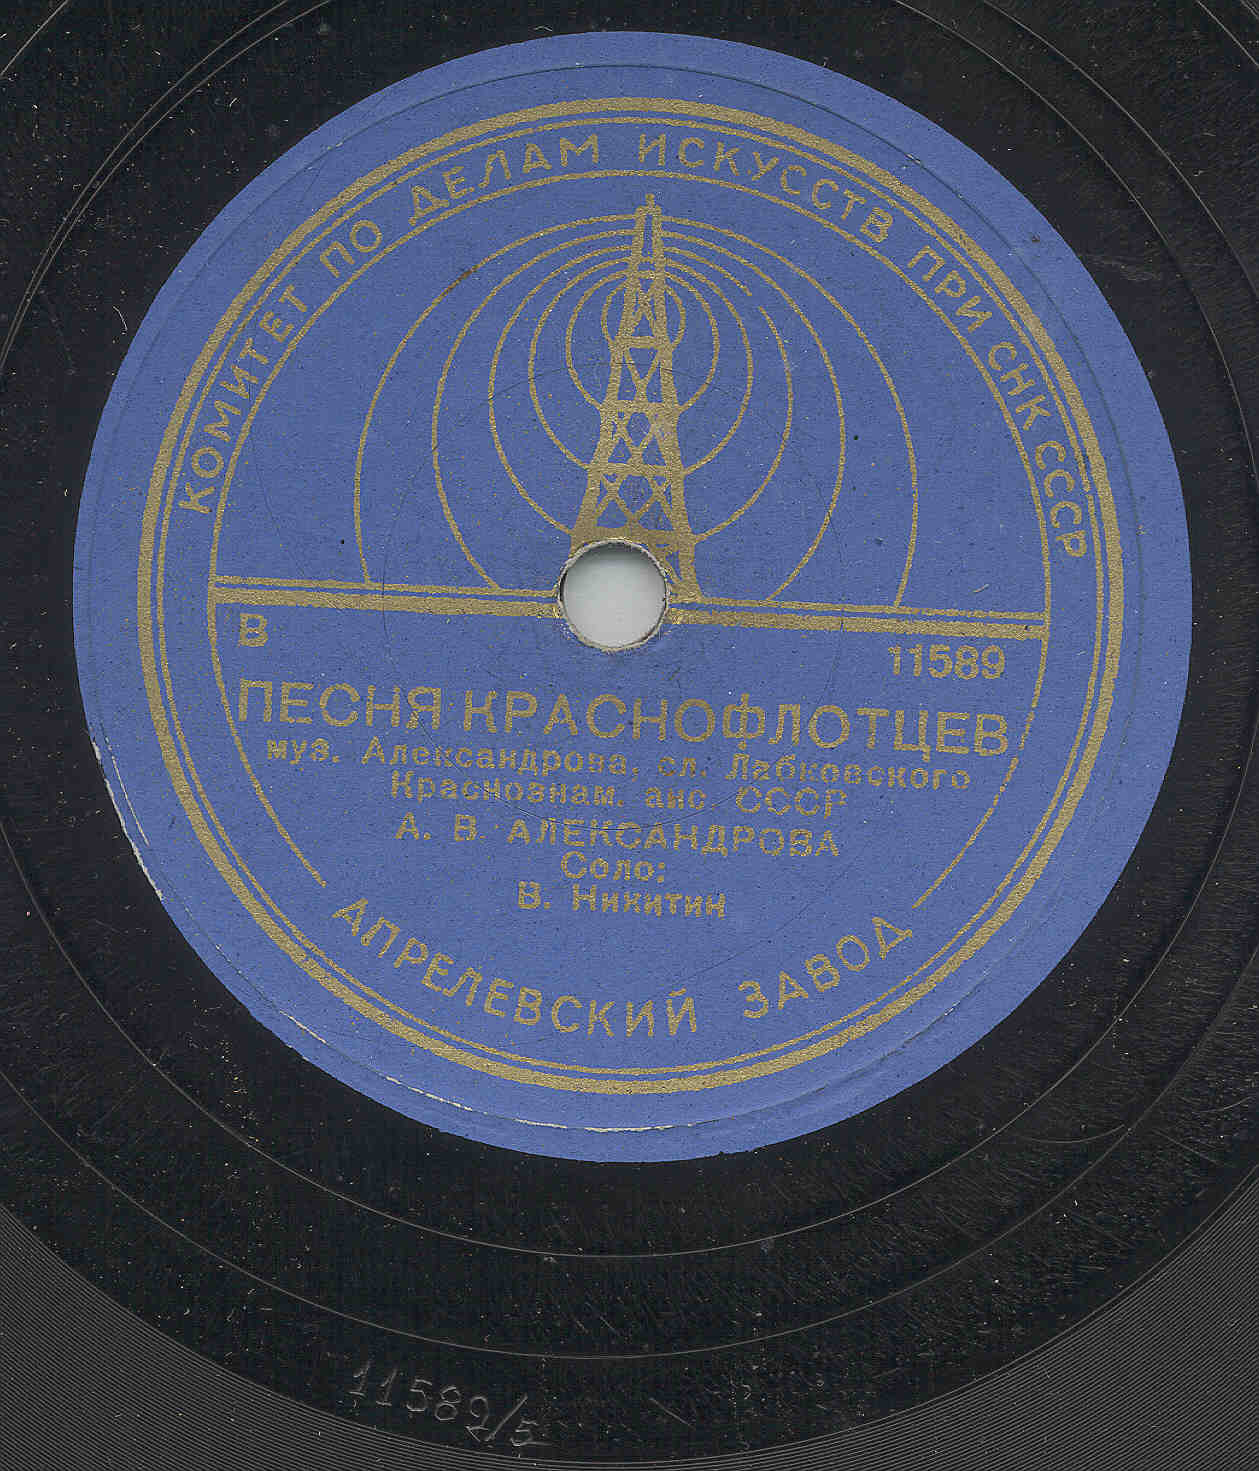 КОМИТЕТ ПО ДЕЛАМ ИСКУССТВ ПРИ СНК СССР
В
11589
ПЕСНЯ КРАСНОФЛОТЦЕВ
муз. Александрова, сл. Лабковского
Краснознам. анс. СССР
А. В. АЛЕКСАНДРОВА
Соло:
В. Никитин
АПРЕЛЕВСКИЙ ЗАВОД
11589/5